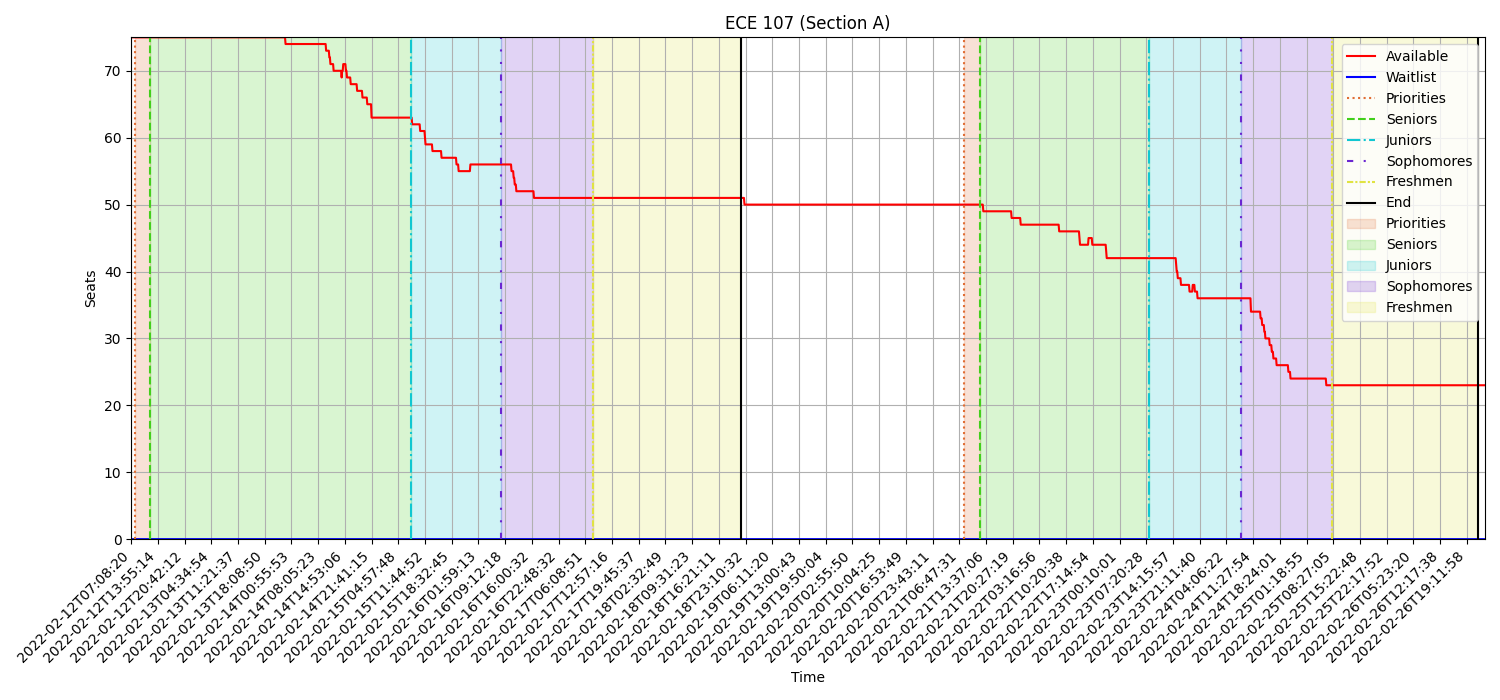 ECE 107 (Section A)
Seats
70
60
50
40
30
20
10
0
Available
Waitlist
Priorities
Seniors
Juniors
Sophomores
Freshmen
End
Priorities
Seniors
Juniors
Sophomores
Freshmen
2022-02-12T07:08:20
2022-02-12T13:55:14
2022-02-12T20:42:12
2022-02-13T04:34:54
2022-02-13T11:21:37
2022-02-13T18:08:50
2022-02-14T00:55:53
2022-02-14T08:05:23
2022-02-14T14:53:06
2022-02-14T21:41:15
2022-02-15T04:57:48
2022-02-15T11:44:52
2022-02-15T18:32:45
2022-02-16T01:59:13
2022-02-16T09:12:18
2022-02-16T16:00:32
2022-02-16T22:48:32
2022-02-17T06:08:51
2022-02-17T12:57:16
2022-02-17T19:45:37
2022-02-18T02:32:49
2022-02-18T09:31:23
2022-02-18T16:21:11
2022-02-18T23:10:32
2022-02-19T06:11:20
2022-02-19T13:00:43
2022-02-19T19:50:04
2022-02-20T02:55:50
2022-02-20T10:04:25
2022-02-20T16:53:49
2022-02-20T23:43:11
2022-02-21T06:47:31
2022-02-21T13:37:06
2022-02-21T20:27:19
2022-02-22T03:16:56
2022-02-22T10:20:38
2022-02-22T17:14:54
2022-02-23T00:10:01
2022-02-23T07:20:28
2022-02-23T14:15:57
2022-02-23T21:11:40
2022-02-24T04:06:22
2022-02-24T11:27:54
2022-02-24T18:24:01
2022-02-25T01:18:55
2022-02-25T08:27:05
2022-02-25T15:22:48
2022-02-25T22:17:52
2022-02-26T05:23:20
2022-02-26T12:17:38
2022-02-26T19:11:58
Time